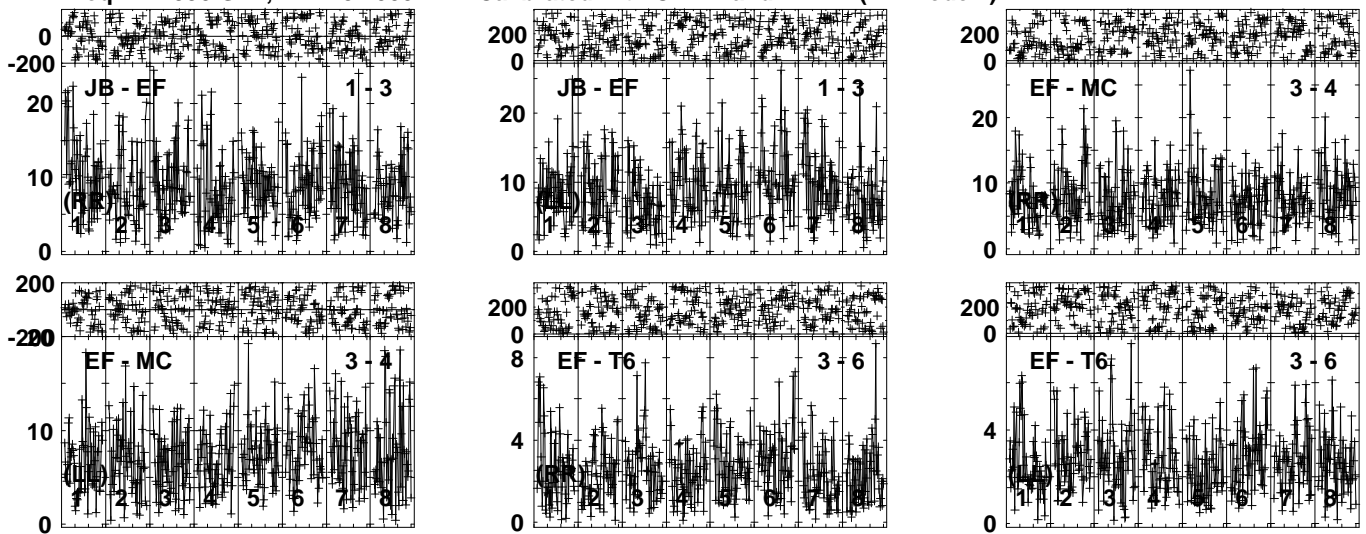 0 200 200
-200 0 0
JB - EF 1 - 3 JB - EF 1 - 3 EF - MC 3 - 4
20 20 20
10 10 10
(RR) (LL) (RR)
1 2 3 4 5 6 7 8 1 2 3 4 5 6 7 8 1 2 3 4 5 6 7 8
0 0 0
200 200 200
-200 0 0
20
EF - MC 3 - 4 EF - T6 3 - 6 EF - T6 3 - 6
8
10 4 4
(LL) (RR) (LL)
1 2 3 4 5 6 7 8 1 2 3 4 5 6 7 8 1 2 3 4 5 6 7 8
0 0 0